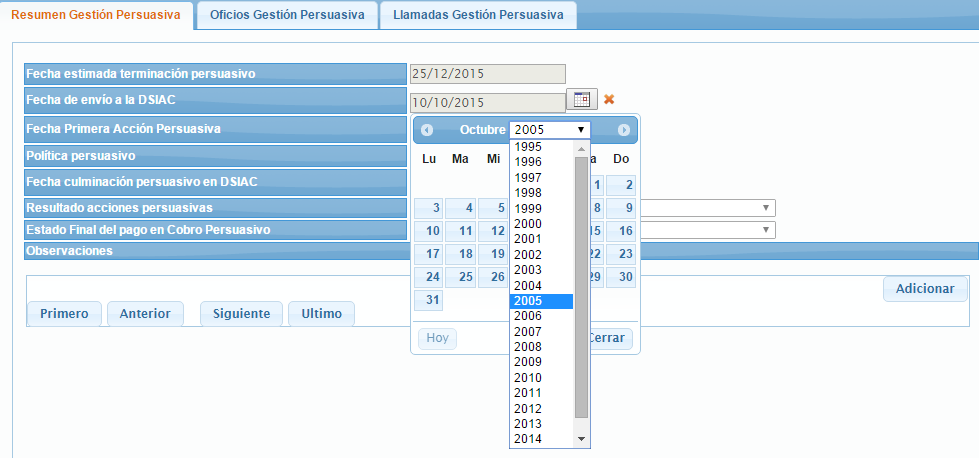 Resumen Gestión Persuasiva Oficios Gestión Persuasiva Llamadas Gestión Persuasiva
Fecha estimada terminación persuasivo 25/12/2015
Fecha de envío a la DSIAC 10/10/2015
Fecha Primera Acción Persuasiva
Política persuasivo
Fecha culminación persuasivo en DSIAC
Resultado acciones persuasivas
Estado Final del pago en Cobro Persuasivo
Observaciones
Octubre 2005
Lu Ma Mi a Do
1 2
3 4 5 8 9
10 11 12 15 16
17 18 19 22 23
24 25 26 29 30
31
Hoy Cerrar
1995
1996
1997
1998
1999
2000
2001
2002
2003
2004
2005
2006
2007
2008
2009
2010
2011
2012
2013
2014
Adicionar
Primero Anterior Siguiente Ultimo